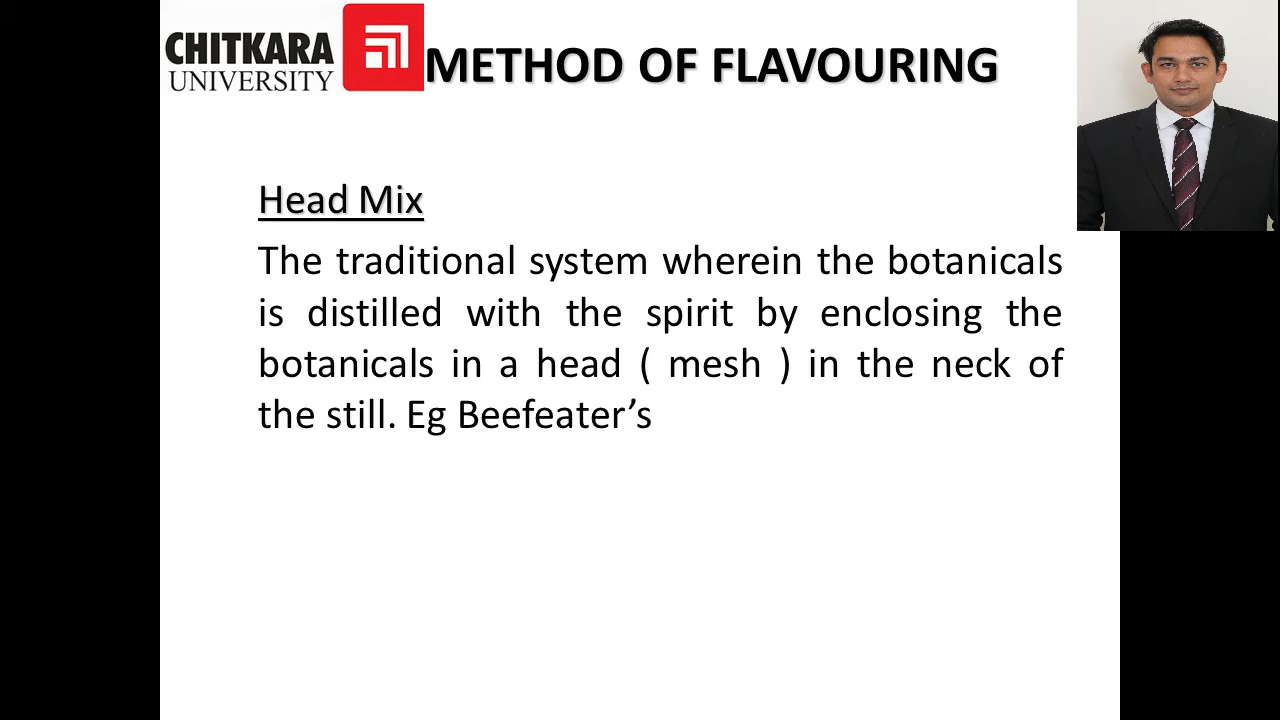 CHITKARA
UNIVERSITY
METHOD OF FLAVOURING
Head Mix
The traditional system wherein the botanicals
is distilled with the spirit by enclosing the
botanicals in a head ( mesh ) in the neck of
the still. Eg Beefeater’s